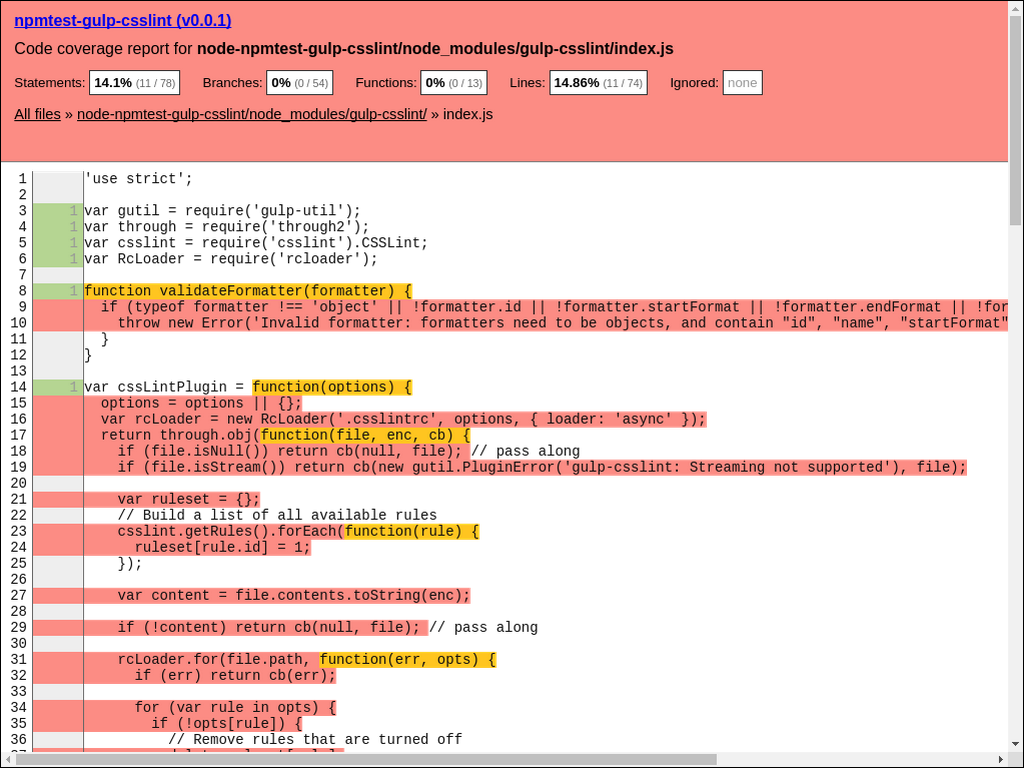 npmtest-gulp-csslint (v0.0.1)
Code coverage report for node-npmtest-gulp-csslint/node_modules/gulp-csslint/index.js
Statements: 14.1% (11 / 78) Branches: 0% (0 / 54) Functions: 0% (0 / 13) Lines: 14.86% (11 / 74) Ignored: none
All files » node-npmtest-gulp-csslint/node_modules/gulp-csslint/ » index.js
1 'use strict';
2
3 1 var gutil = require('gulp-util');
4 1 var through = require('through2');
5 1 var csslint = require('csslint').CSSLint;
6 1 var RcLoader = require('rcloader');
7
8 1 function validateFormatter(formatter) {
9 if (typeof formatter !== 'object' || !formatter.id || !formatter.startFormat || !formatter.endFormat || !for
10 throw new Error('Invalid formatter: formatters need to be objects, and contain "id", "name", "startFormat"
11 }
12 }
13
14 1 var cssLintPlugin = function(options) {
15 options = options || {};
16 var rcLoader = new RcLoader('.csslintrc', options, { loader: 'async' });
17 return through.obj(function(file, enc, cb) {
18 if (file.isNull()) return cb(null, file); // pass along
19 if (file.isStream()) return cb(new gutil.PluginError('gulp-csslint: Streaming not supported'), file);
20
21 var ruleset = {};
22 // Build a list of all available rules
23 csslint.getRules().forEach(function(rule) {
24 ruleset[rule.id] = 1;
25 });
26
27 var content = file.contents.toString(enc);
28
29 if (!content) return cb(null, file); // pass along
30
31 rcLoader.for(file.path, function(err, opts) {
32 if (err) return cb(err);
33
34 for (var rule in opts) {
35 if (!opts[rule]) {
36 // Remove rules that are turned off